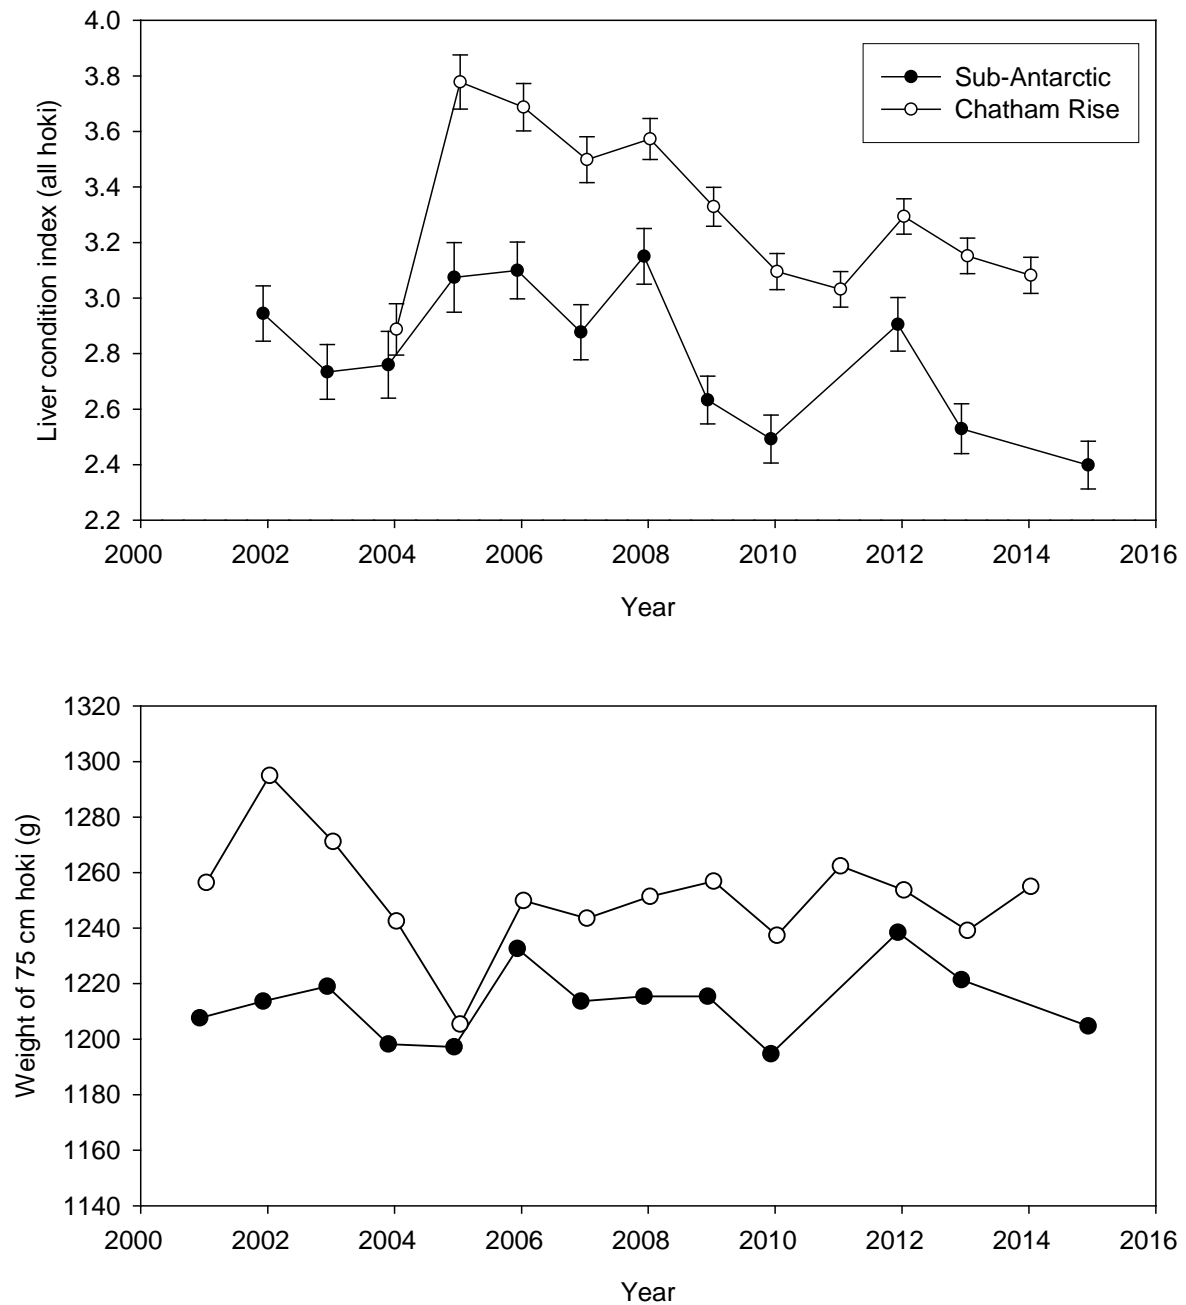 4.0
3.8
3.6
3.4
3.2
3.0
2.8
2.6
2.4
2.2
Liver condition index (all hoki)
Sub-Antarctic
Chatham Rise
2000 2002 2004 2006 2008 2010 2012 2014 2016
Year
1320
1300
1280
1260
1240
1220
1200
1180
1160
1140
Weight of 75 cm hoki (g)
2000 2002 2004 2006 2008 2010 2012 2014 2016
Year